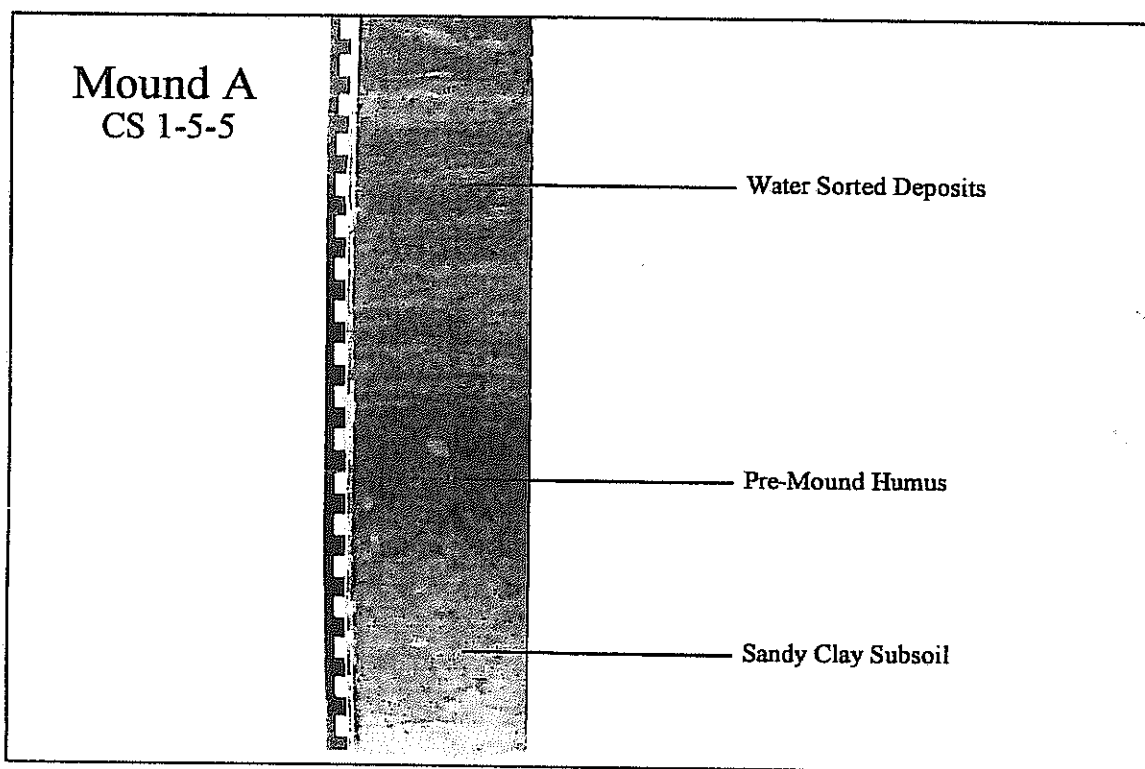 Mound A
CS 1-5-5
Water Sorted Deposits
Pre-Mound Humus
Sandy Clay Subsoil